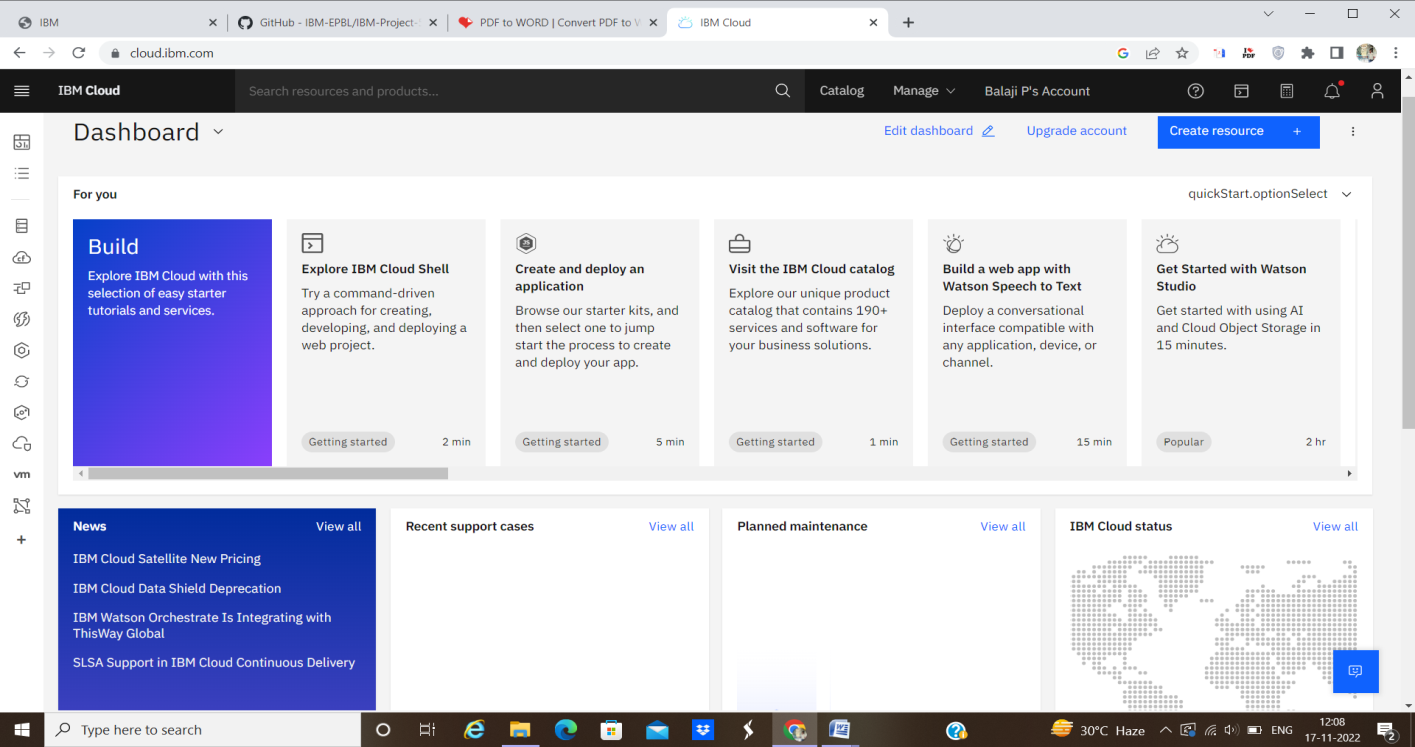 IBM
GitHub - IBM-EPBL/IBM-Project-
PDF to WORD | Convert PDF to W
IBM Cloud
cloud.ibm.com
IBM Cloud
Search resources and products...
Catalog
Manage
Balaji P's Account
Dashboard
Edit dashboard
Upgrade account
Create resource +
For you
quickStart.optionSelect
Build
Explore IBM Cloud with this
selection of easy starter
tutorials and services.
Explore IBM Cloud Shell
Try a command-driven
approach for creating,
developing, and deploying a
web project.
Getting started
2 min
Create and deploy an
application
Browse our starter kits, and
then select one to jump
start the process to create
and deploy your app.
Getting started
5 min
Visit the IBM Cloud catalog
Explore our unique product
catalog that contains 190+
services and software for
your business solutions.
Getting started
1 min
Build a web app with
Watson Speech to Text
Deploy a conversational
interface compatible with
any application, device, or
channel.
Getting started
15 min
Get Started with Watson
Studio
Get started with using AI
and Cloud Object Storage in
15 minutes.
Popular
2 hr
vm
News
View all
IBM Cloud Satellite New Pricing
IBM Cloud Data Shield Deprecation
IBM Watson Orchestrate Is Integrating with
ThisWay Global
SLSA Support in IBM Cloud Continuous Delivery
Recent support cases
View all
Planned maintenance
View all
IBM Cloud status
View all
Type here to search
30°C Haze
ENG
12:08
17-11-2022
2